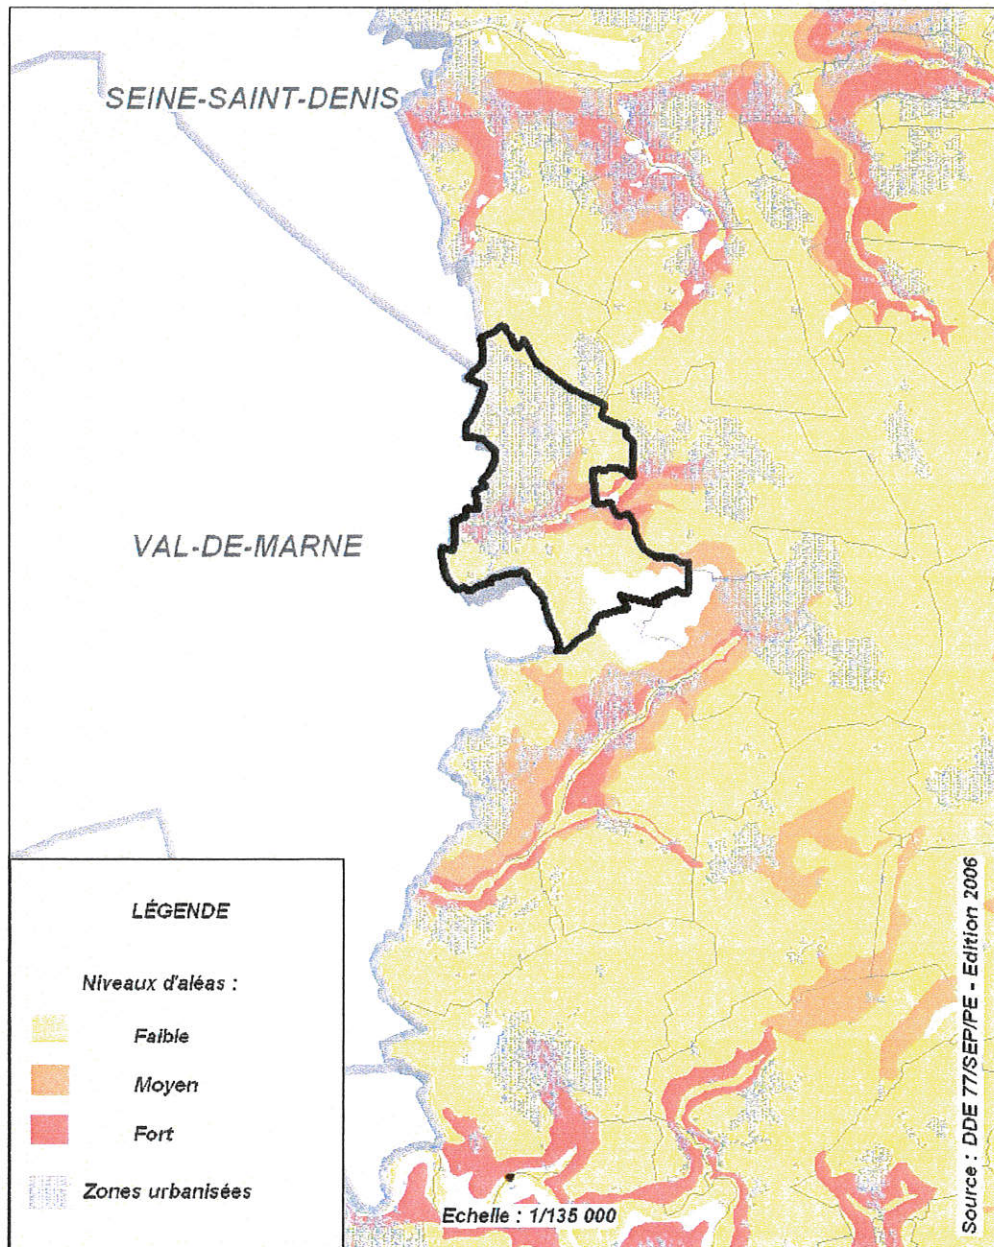 SEINE-SAINT-DENIS
VAL-DE-MARNE
LÉGENDE
Niveaux d'aléas :
Faible
Moyen
Fort
Zones urbanisées
Echelle : 1/135 000
Source : DDE 77/SEP/PE - Edition 2006